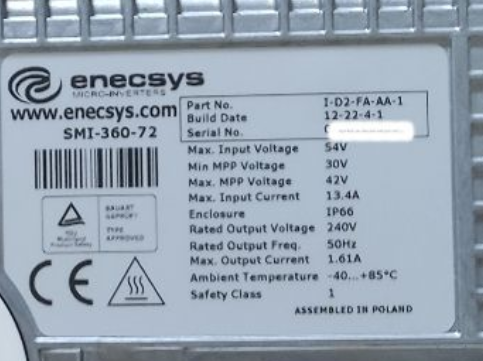 enecsys
MICRO-INVERTERS
www.enecsys.com
SMI-360-72
BAUART GEPRÜFT
TÜV Rheinland Product Safety
TYPE APPROVED
CE
Part No. I-D2-FA-AA-1
Build Date 12-22-4-1
Serial No.
Max. Input Voltage 54V
Min MPP Voltage 30V
Max. MPP Voltage 42V
Max. Input Current 13.4A
Enclosure IP66
Rated Output Voltage 240V
Rated Output Freq. 50Hz
Max. Output Current 1.61A
Ambient Temperature -40...+85°C
Safety Class 1
ASSEMBLED IN POLAND